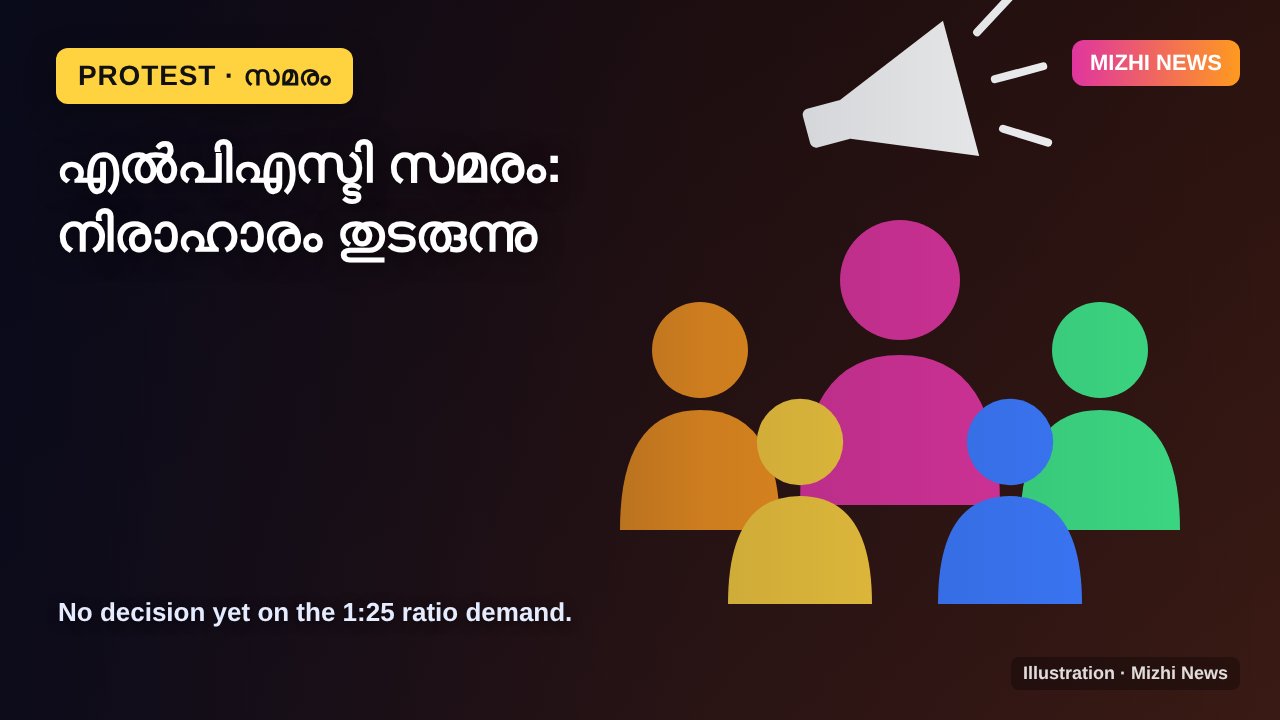 PROTEST · സമരം
MIZHI NEWS
എൽപിഎസ്ടി സമരം:
നിരാഹാരം തുടരുന്നു
No decision yet on the 1:25 ratio demand.
Illustration · Mizhi News